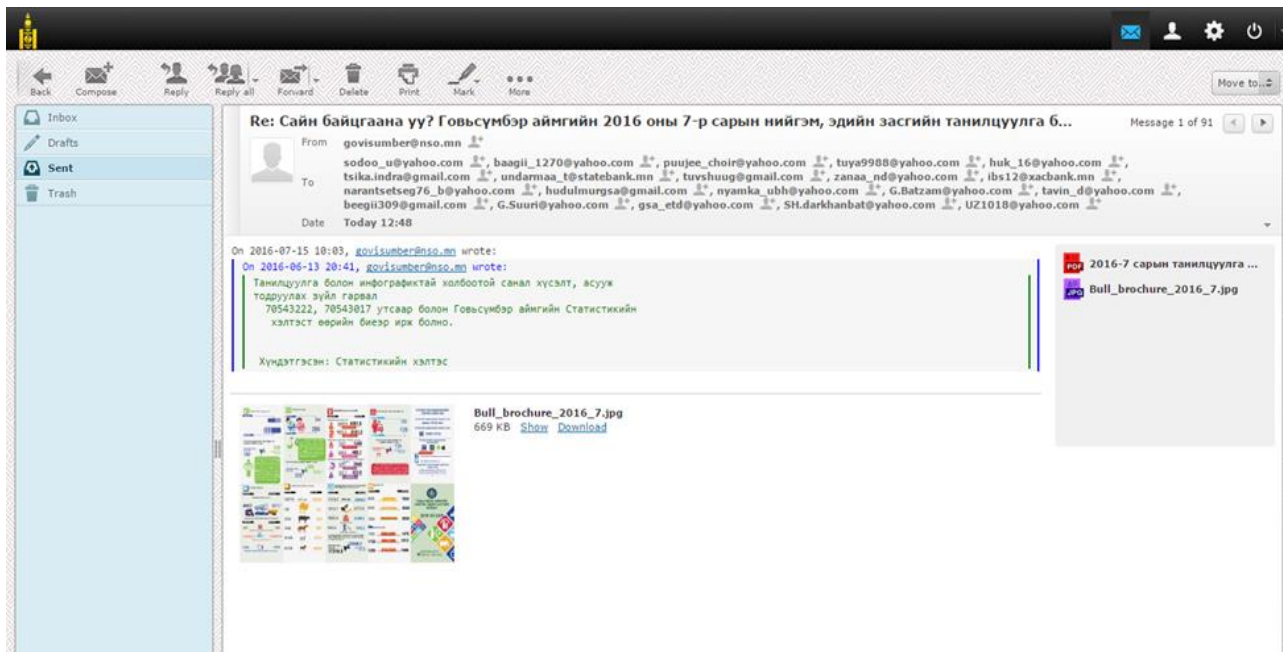 Back Compose Reply Reply all Forward Delete Print Mark More Move to...
Inbox
Drafts
Sent
Trash
Re: Сайн байцгаана уу? Говьсүмбэр аймгийн 2016 оны 7-р сарын нийгэм, эдийн засгийн танилцуулга б... Message 1 of 91
From govisumber@nso.mn
To sodoo_u@yahoo.com, baagii_1270@yahoo.com, puujee_choir@yahoo.com, tuya9988@yahoo.com, huk_16@yahoo.com,
tsika.indra@gmail.com, undarmaa_t@statebank.mn, tuvshuug@gmail.com, zanaa_nd@yahoo.com, ibs12@xacbank.mn,
narantsetseg76_b@yahoo.com, hudulmurgsa@gmail.com, nyamka_ubh@yahoo.com, G.Batzam@yahoo.com, tavin_d@yahoo.com,
beegii309@gmail.com, G.Suuri@yahoo.com, gsa_etd@yahoo.com, SH.darkhanbat@yahoo.com, UZ1018@yahoo.com
Date Today 12:48
On 2016-07-15 10:03, govisumber@nso.mn wrote:
On 2016-06-13 20:41, govisumber@nso.mn wrote:
Танилцуулга болон инфографиктай холбоотой санал хүсэлт, асууж
тодруулах зүйл гарвал
70543222, 70543017 утсаар болон Говьсүмбэр аймгийн Статистикийн
хэлтэст өөрийн биеэр ирж болно.
Хүндэтгэсэн: Статистикийн хэлтэс
PDF 2016-7 сарын танилцуулга ...
JPG Bull_brochure_2016_7.jpg
Bull_brochure_2016_7.jpg
669 KB Show Download